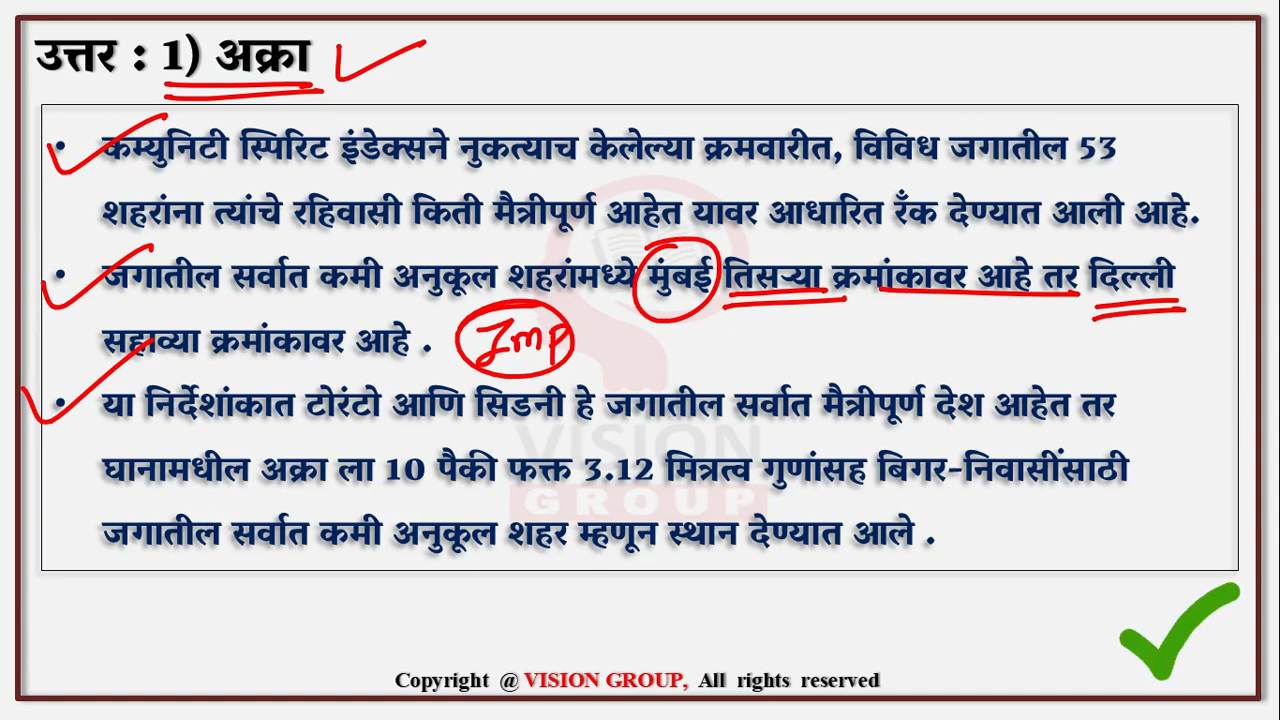 उत्तर : 1) अक्रा
• कम्युनिटी स्पिरिट इंडेक्सने नुकत्याच केलेल्या क्रमवारीत, विविध जगातील 53
शहरांना त्यांचे रहिवासी किती मैत्रीपूर्ण आहेत यावर आधारित रँक देण्यात आली आहे.
• जगातील सर्वात कमी अनुकूल शहरांमध्ये मुंबई तिसऱ्या क्रमांकावर आहे तर दिल्ली
सहाव्या क्रमांकावर आहे . Imp
• या निर्देशांकात टोरंटो आणि सिडनी हे जगातील सर्वात मैत्रीपूर्ण देश आहेत तर
घानामधील अक्रा ला 10 पैकी फक्त 3.12 मित्रत्व गुणांसह बिगर-निवासींसाठी
जगातील सर्वात कमी अनुकूल शहर म्हणून स्थान देण्यात आले .
VISION
GROUP
Copyright @ VISION GROUP, All rights reserved